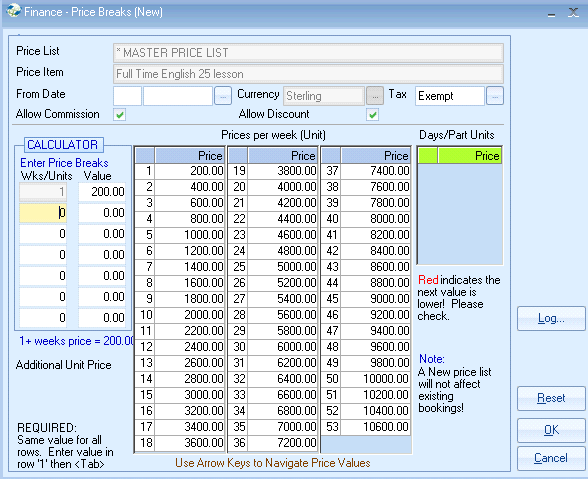 Finance - Price Breaks (New)
Price List * MASTER PRICE LIST
Price Item Full Time English 25 lesson
From Date ... Currency Sterling ... Tax Exempt ...
Allow Commission Allow Discount
CALCULATOR
Enter Price Breaks
Wks/Units Value
1 200.00
0 0.00
0 0.00
0 0.00
0 0.00
0 0.00
0 0.00
1+ weeks price = 200.00
Additional Unit Price
REQUIRED:
Same value for all
rows. Enter value in
row '1' then <Tab>
Prices per week (Unit)
Price Price Price
1 200.00 19 3800.00 37 7400.00
2 400.00 20 4000.00 38 7600.00
3 600.00 21 4200.00 39 7800.00
4 800.00 22 4400.00 40 8000.00
5 1000.00 23 4600.00 41 8200.00
6 1200.00 24 4800.00 42 8400.00
7 1400.00 25 5000.00 43 8600.00
8 1600.00 26 5200.00 44 8800.00
9 1800.00 27 5400.00 45 9000.00
10 2000.00 28 5600.00 46 9200.00
11 2200.00 29 5800.00 47 9400.00
12 2400.00 30 6000.00 48 9600.00
13 2600.00 31 6200.00 49 9800.00
14 2800.00 32 6400.00 50 10000.00
15 3000.00 33 6600.00 51 10200.00
16 3200.00 34 6800.00 52 10400.00
17 3400.00 35 7000.00 53 10600.00
18 3600.00 36 7200.00
Use Arrow Keys to Navigate Price Values
Days/Part Units
Price
Red indicates the
next value is
lower! Please
check.
Note:
A New price list
will not affect
existing
bookings!
Log...
Reset
OK
Cancel